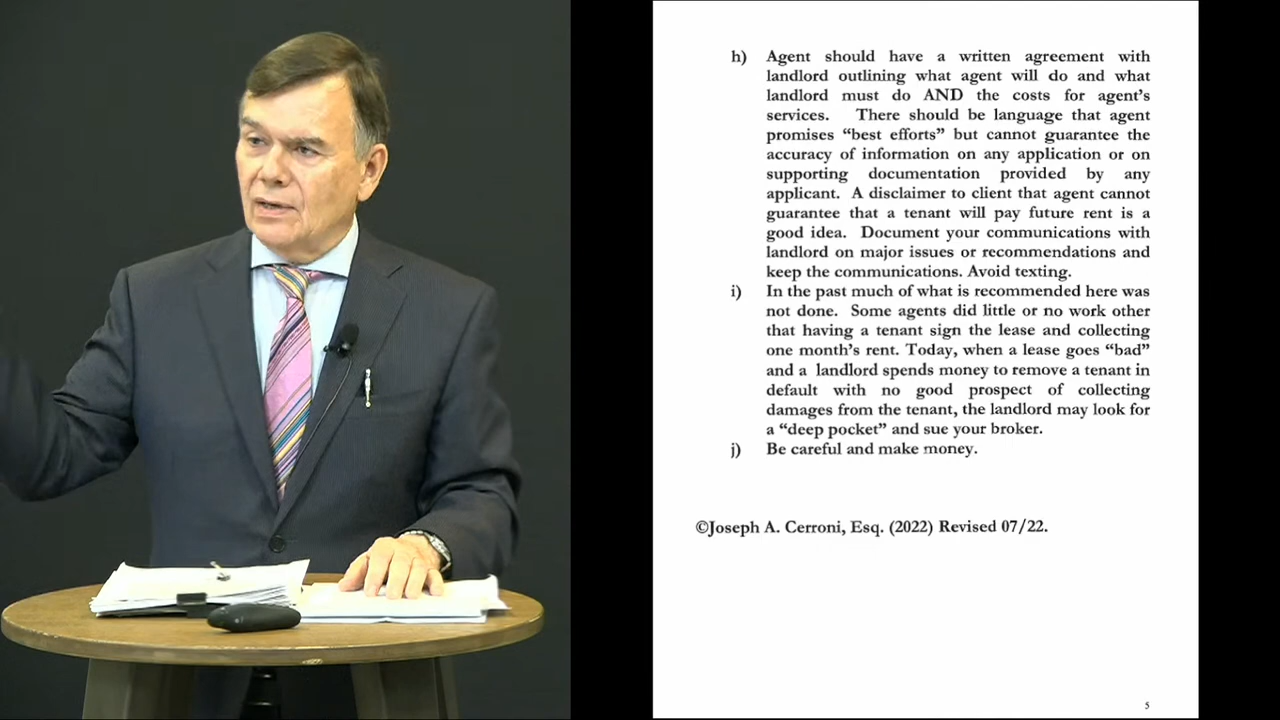 h) Agent should have a written agreement with
landlord outlining what agent will do and what
landlord must do AND the costs for agent's
services. There should be language that agent
promises “best efforts” but cannot guarantee the
accuracy of information on any application or on
supporting documentation provided by any
applicant. A disclaimer to client that agent cannot
guarantee that a tenant will pay future rent is a
good idea. Document your communications with
landlord on major issues or recommendations and
keep the communications. Avoid texting.
i) In the past much of what is recommended here was
not done. Some agents did little or no work other
that having a tenant sign the lease and collecting
one month's rent. Today, when a lease goes “bad”
and a landlord spends money to remove a tenant in
default with no good prospect of collecting
damages from the tenant, the landlord may look for
a “deep pocket” and sue your broker.
j) Be careful and make money.
©Joseph A. Cerroni, Esq. (2022) Revised 07/22.
5